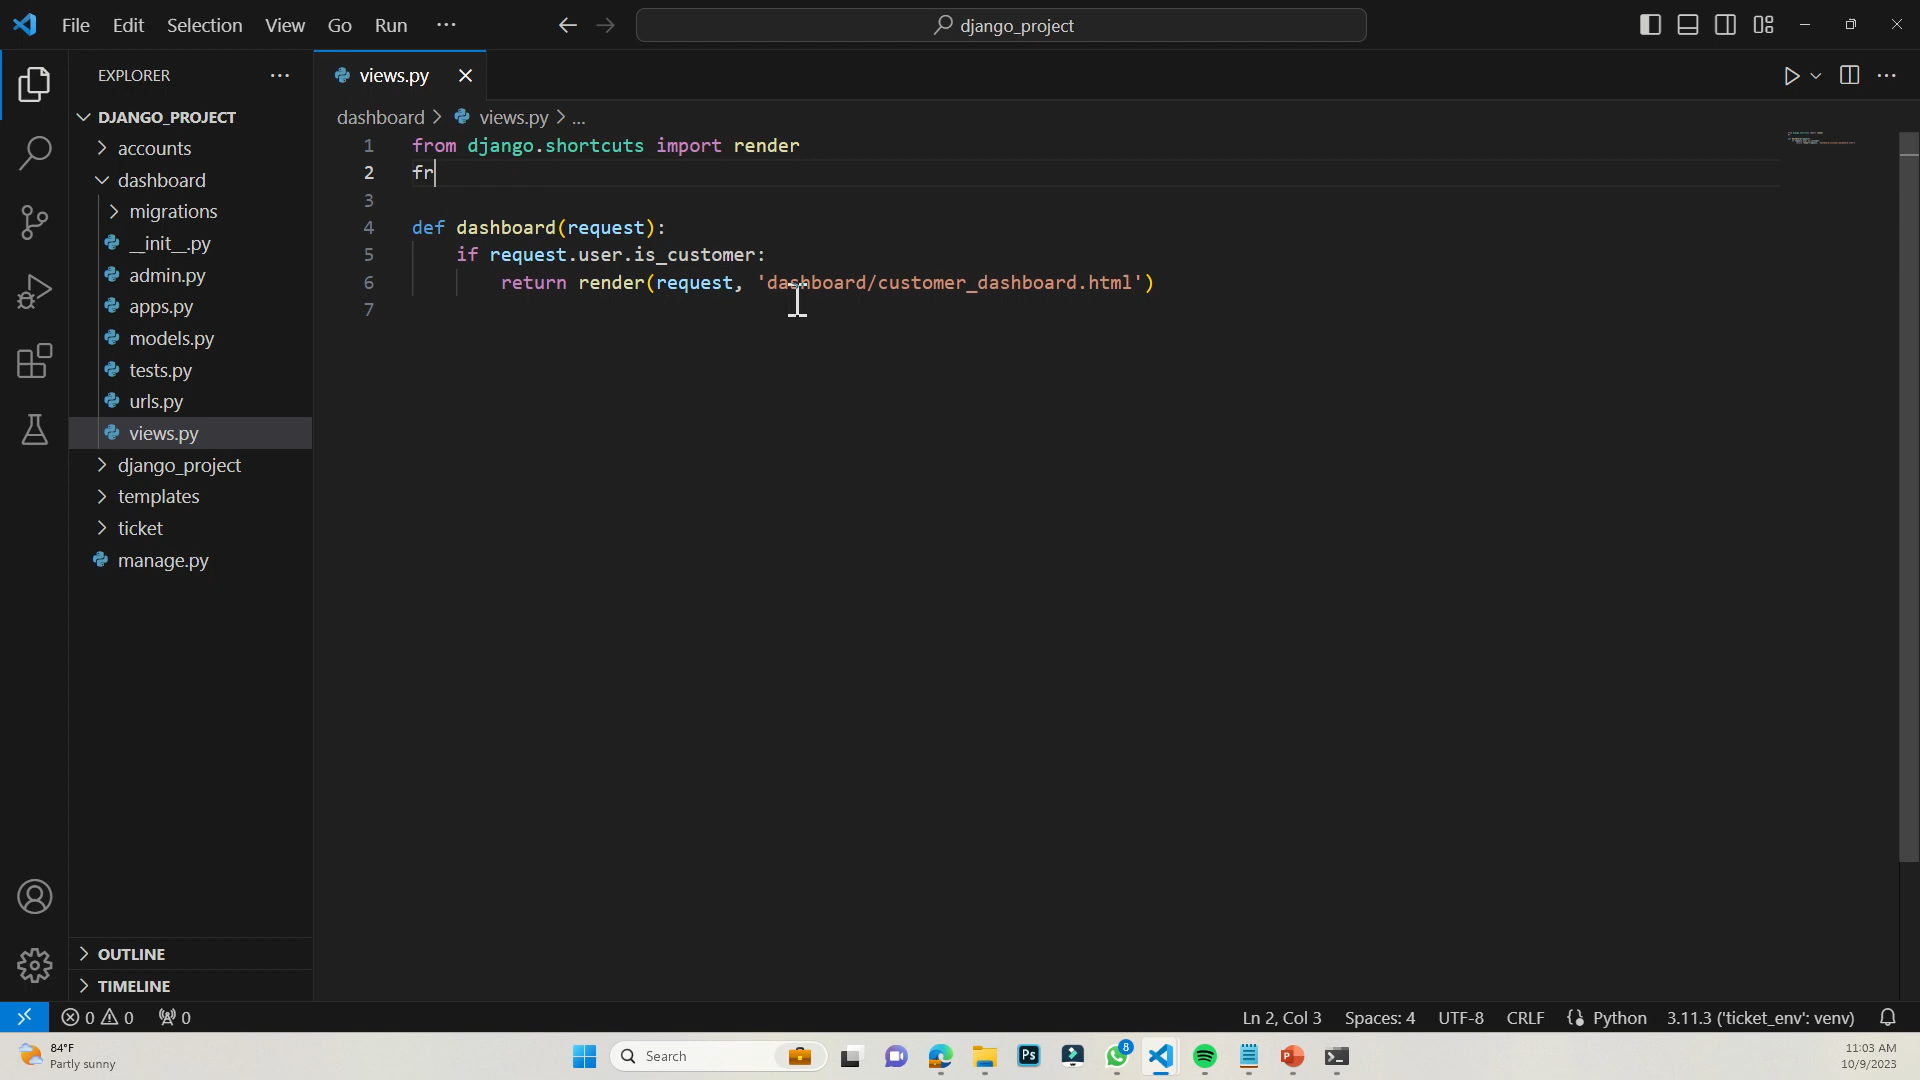 File Edit Selection View Go Run ···
django_project
EXPLORER ···
views.py
DJANGO_PROJECT
accounts
dashboard
migrations
__init__.py
admin.py
apps.py
models.py
tests.py
urls.py
views.py
django_project
templates
ticket
manage.py
OUTLINE
TIMELINE
dashboard > views.py > ...
1 from django.shortcuts import render
2 fr
3
4 def dashboard(request):
5 if request.user.is_customer:
6 return render(request, 'dashboard/customer_dashboard.html')
7
0 0 0
Ln 2, Col 3 Spaces: 4 UTF-8 CRLF Python 3.11.3 ('ticket_env': venv)
84°F
Partly sunny
Search
Ps
8
P
11:03 AM
10/9/2023